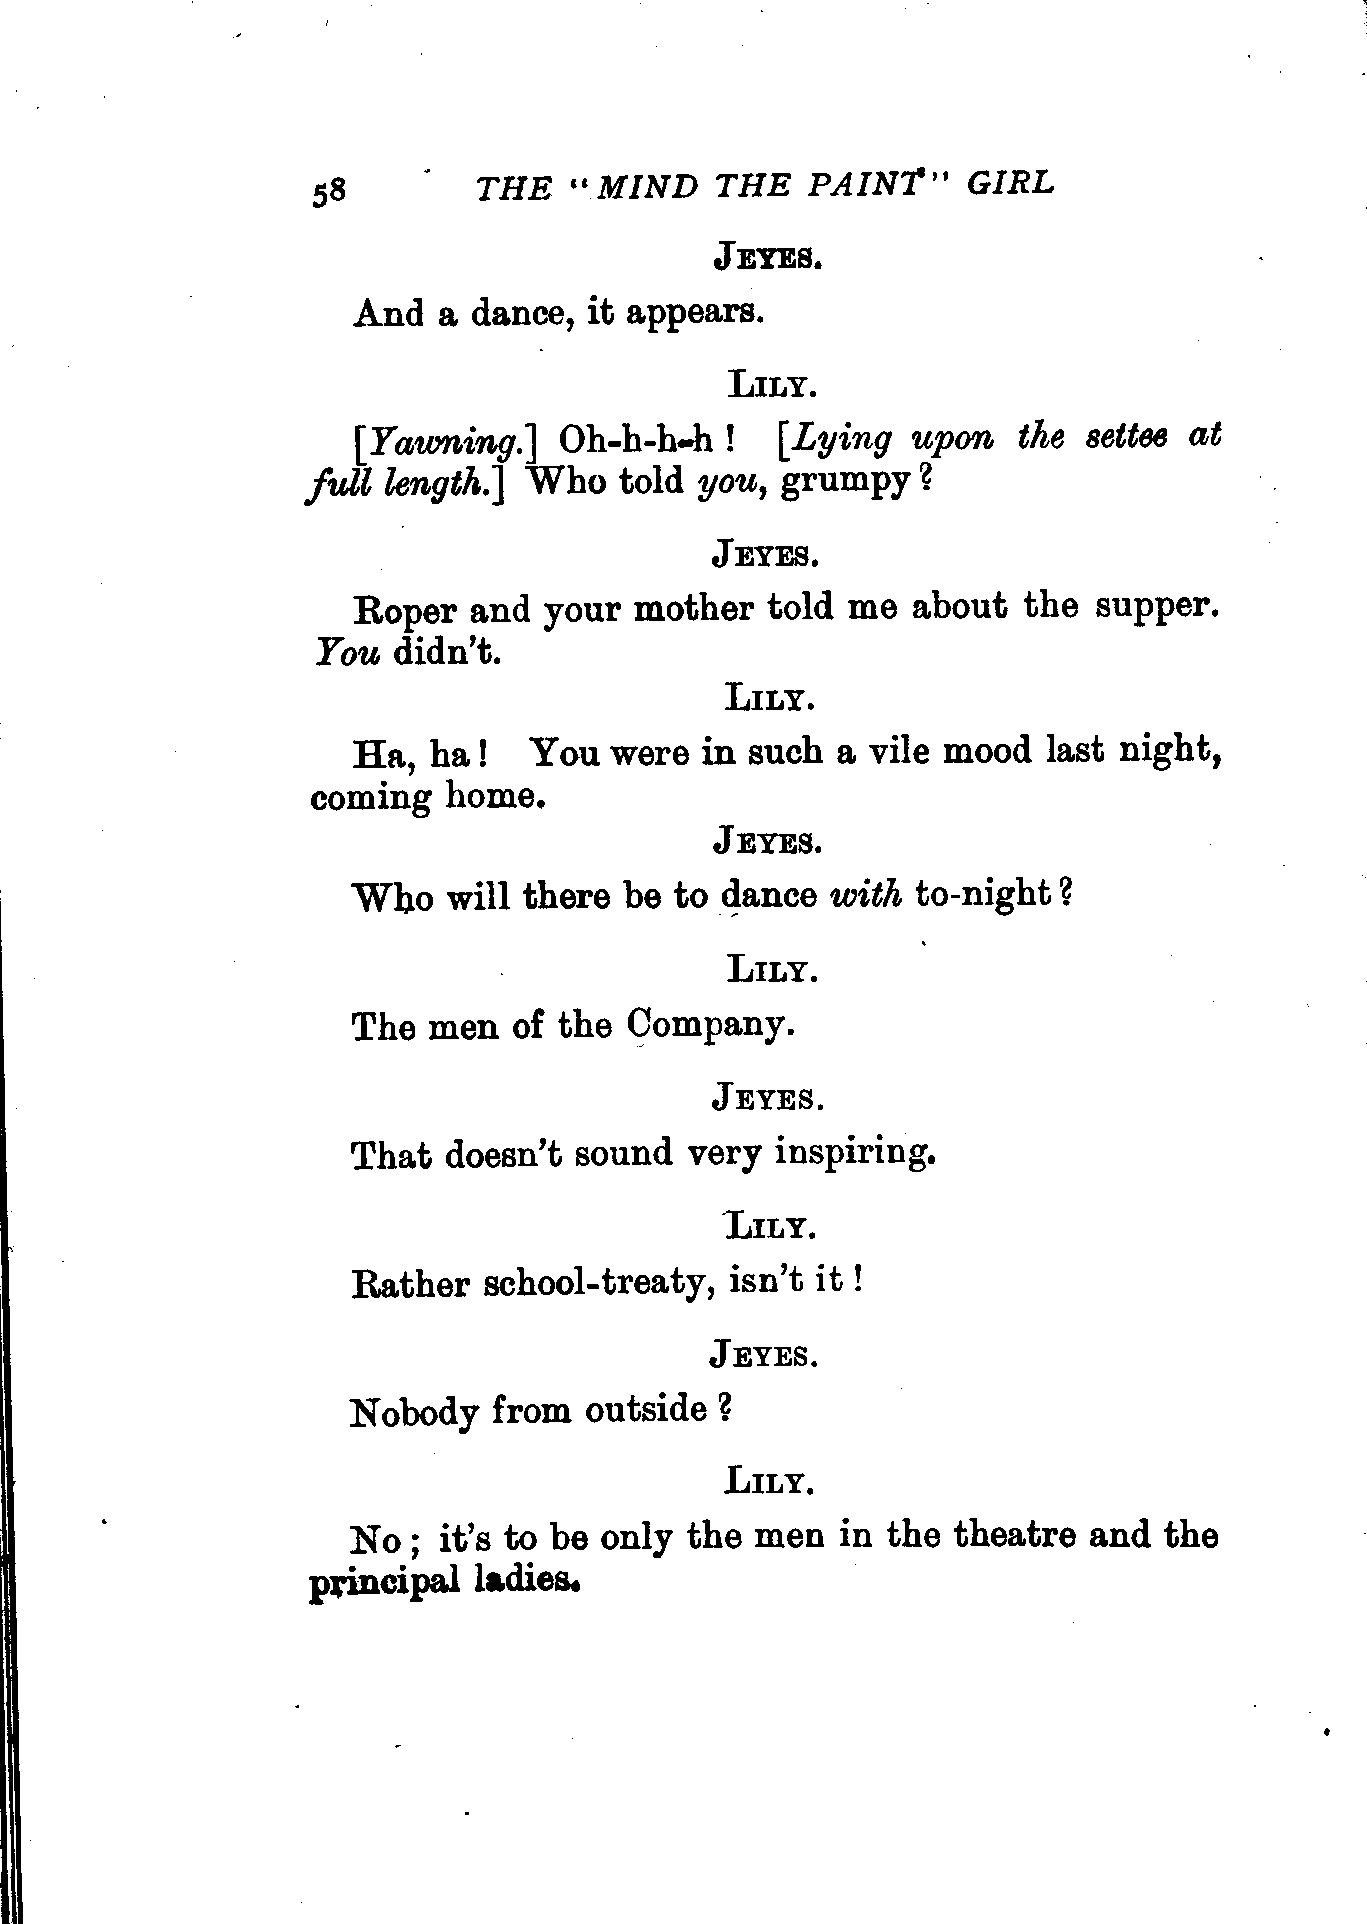 58 THE "MIND THE PAINT" GIRL
JEYES.
And a dance, it appears.
LILY.
[Yawning.] Oh-h-h-h! [Lying upon the settee at
full length.] Who told you, grumpy?
JEYES.
Roper and your mother told me about the supper.
You didn't.
LILY.
Ha, ha! You were in such a vile mood last night,
coming home.
JEYES.
Who will there be to dance with to-night?
LILY.
The men of the Company.
JEYES.
That doesn't sound very inspiring.
LILY.
Rather school-treaty, isn't it!
JEYES.
Nobody from outside?
LILY.
No; it's to be only the men in the theatre and the
principal ladies.